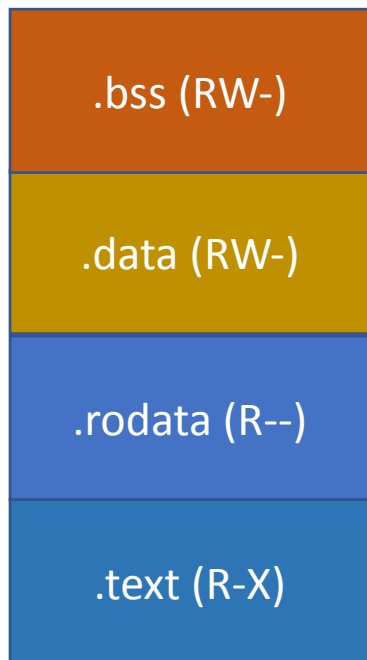 .bss (RW-)
.data (RW-)
.rodata (R--)
.text (R-X)